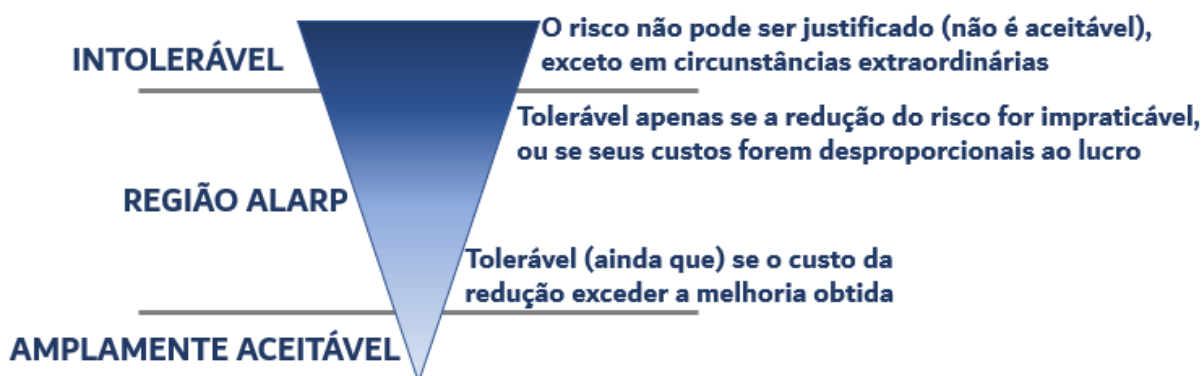 INTOLERÁVEL
O risco não pode ser justificado (não é aceitável),
exceto em circunstâncias extraordinárias
Tolerável apenas se a redução do risco for impraticável,
ou se seus custos forem desproporcionais ao lucro
REGIÃO ALARP
Tolerável (ainda que) se o custo da
redução exceder a melhoria obtida
AMPLAMENTE ACEITÁVEL